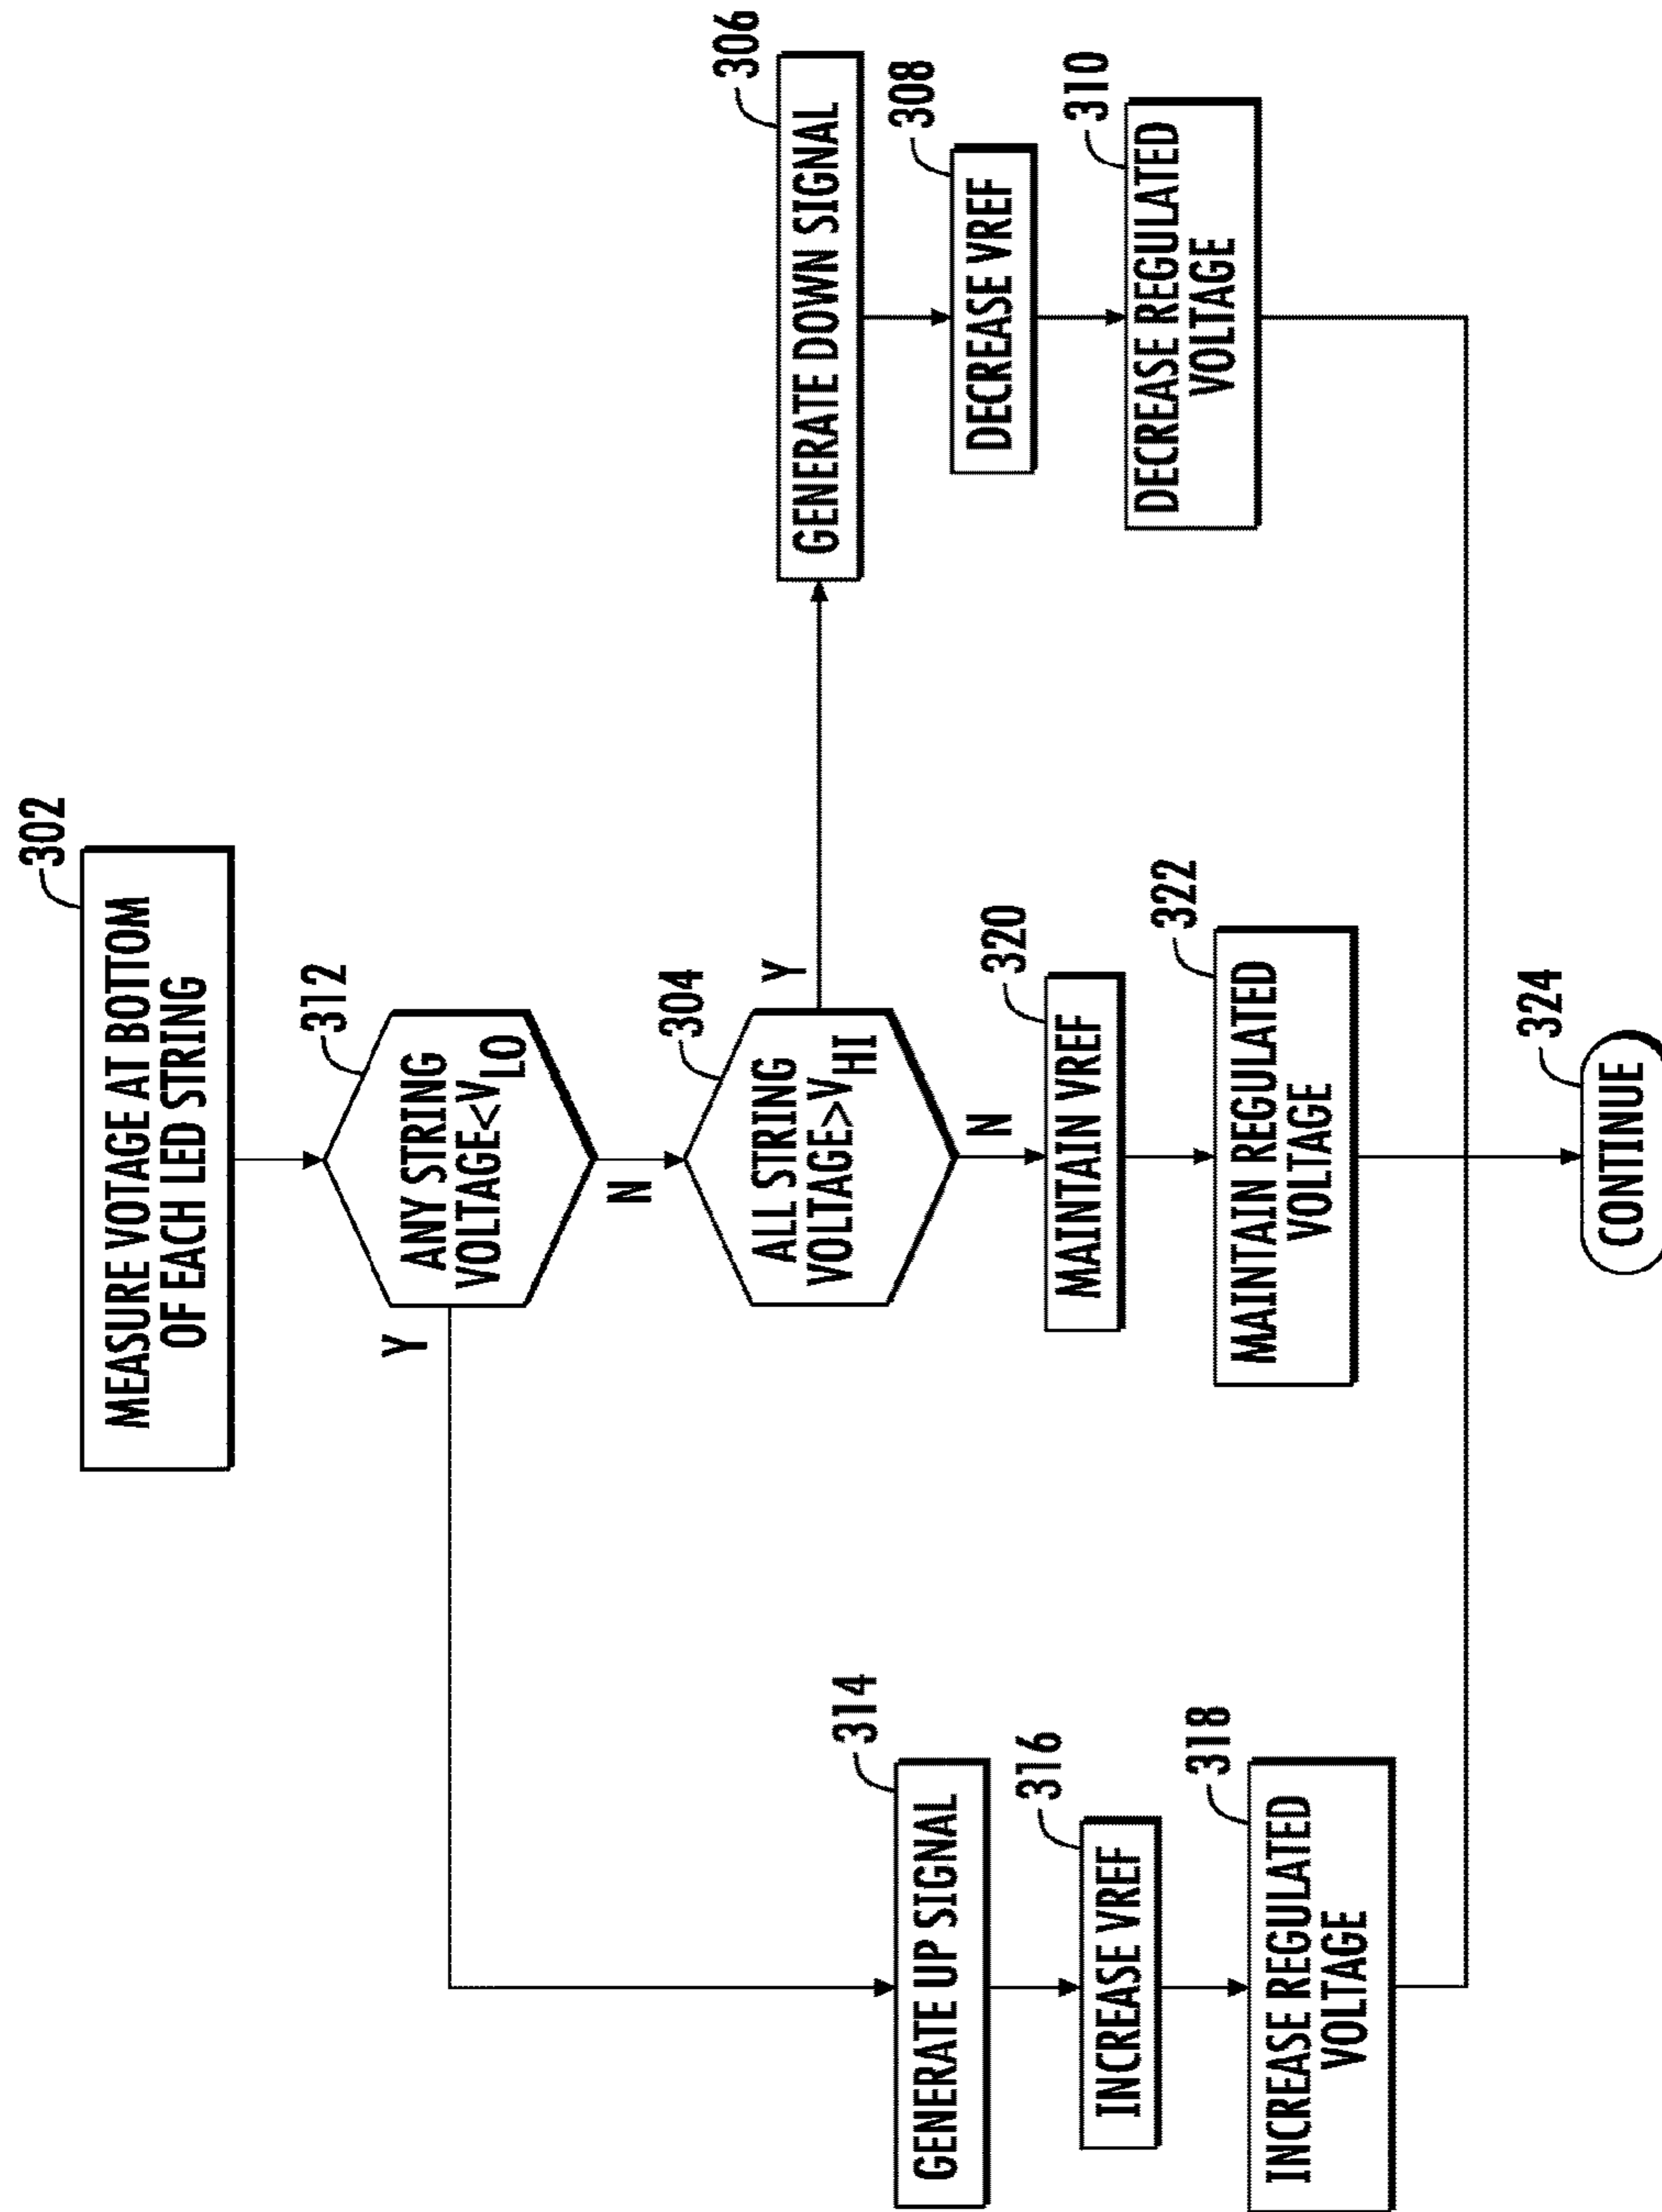 302
MEASURE VOTAGE AT BOTTOM
OF EACH LED STRING
312
ANY STRING
VOLTAGE<VLO
Y
N
304
ALL STRING
VOLTAGE>VHI
Y
N
306
GENERATE DOWN SIGNAL
308
DECREASE VREF
310
DECREASE REGULATED
VOLTAGE
320
MAINTAIN VREF
322
MAINTAIN REGULATED
VOLTAGE
314
GENERATE UP SIGNAL
316
INCREASE VREF
318
INCREASE REGULATED
VOLTAGE
324
CONTINUE